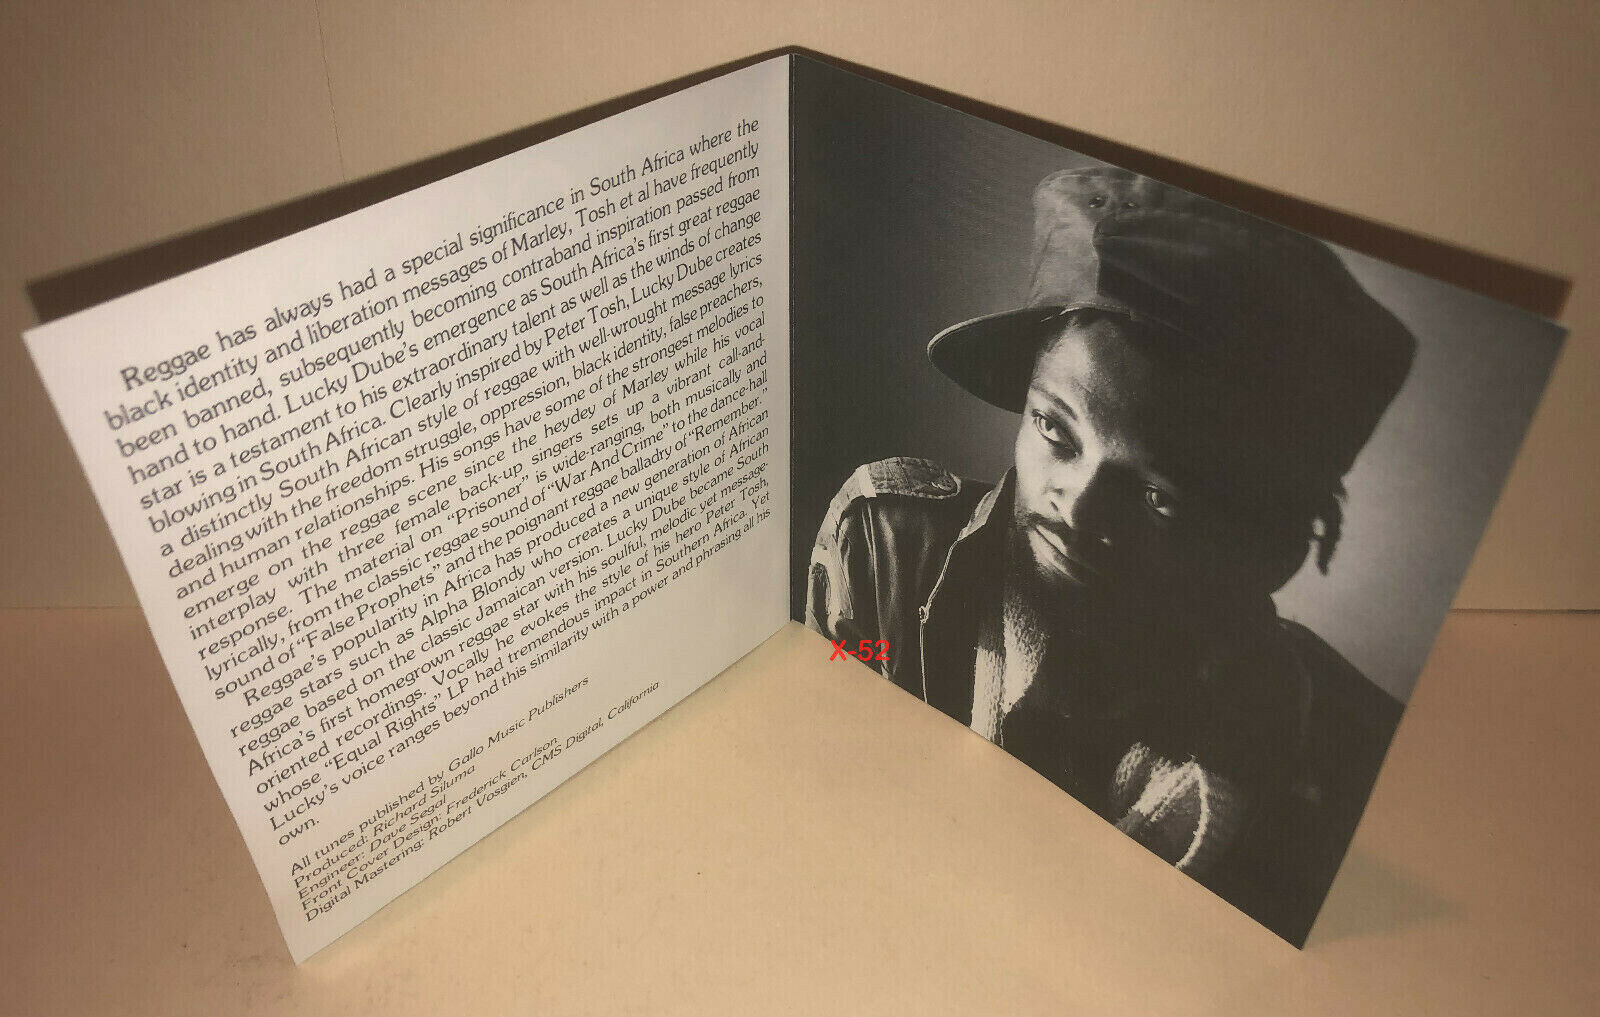 Reggae has always had a special significance in South Africa where the
black identity and liberation messages of Marley, Tosh et al have frequently
been banned, subsequently becoming contraband inspiration passed from
hand to hand. Lucky Dube's emergence as South Africa's first great reggae
star is a testament to his extraordinary talent as well as the winds of change
blowing in South Africa. Clearly inspired by Peter Tosh, Lucky Dube creates
a distinctly South African style of reggae with well-wrought message lyrics
dealing with the freedom struggle, oppression, black identity, false preachers,
and human relationships. His songs have some of the strongest melodies to
emerge on the reggae scene since the heydey of Marley while his vocal
interplay with three female back-up singers sets up a vibrant call-and-
response. The material on "Prisoner" is wide-ranging, both musically and
lyrically, from the classic reggae sound of "War And Crime" to the dance-hall
sound of "False Prophets" and the poignant reggae balladry of "Remember."
Reggae's popularity in Africa has produced a new generation of African
reggae stars such as Alpha Blondy who creates a unique style of African
reggae based on the classic Jamaican version. Lucky Dube became South
Africa's first homegrown reggae star with his soulful, melodic yet message-
oriented recordings. Vocally he evokes the style of his hero Peter Tosh,
whose "Equal Rights" LP had tremendous impact in Southern Africa. Yet
Lucky's voice ranges beyond this similarity with a power and phrasing all his
own.
All tunes published by Gallo Music Publishers
Produced: Richard Siluma
Engineer: Dave Segal
Front Cover Design: Frederick Carlson
Digital Mastering: Robert Vosgien, CMS Digital, California
X-52